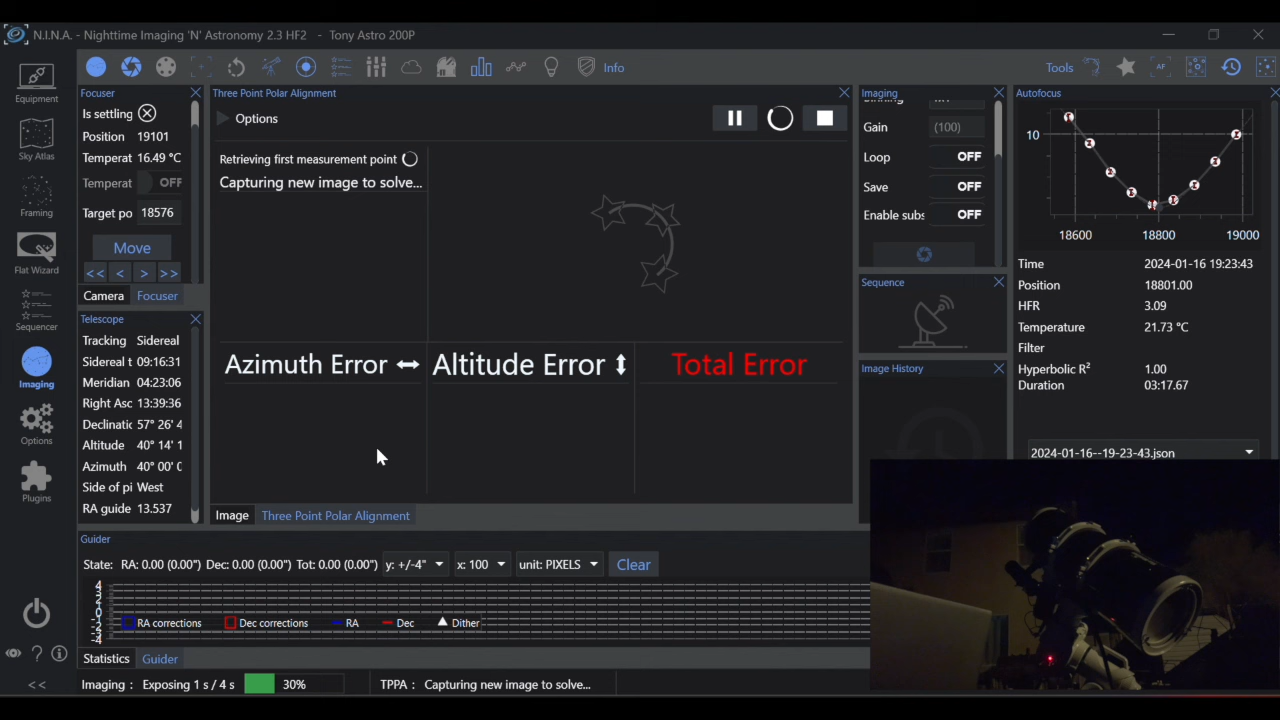 N.I.N.A. - Nighttime Imaging 'N' Astronomy 2.3 HF2 - Tony Astro 200P
Info
Tools
AF
Equipment
Sky Atlas
Framing
Flat Wizard
Sequencer
Imaging
Options
Plugins
<<
Focuser
Is settling
Position 19101
Temperat 16.49 °C
Temperat OFF
Target po 18576
Move
<< < > >>
Camera Focuser
Telescope
Tracking Sidereal
Sidereal t 09:16:31
Meridian 04:23:06
Right Asc 13:39:36
Declinatic 57° 26' 4
Altitude 40° 14' 1
Azimuth 40° 00' 0
Side of pi West
RA guide 13.537
Three Point Polar Alignment
Options
Retrieving first measurement point
Capturing new image to solve...
Azimuth Error
Altitude Error
Total Error
Image Three Point Polar Alignment
Imaging
Gain (100)
Loop OFF
Save OFF
Enable subs OFF
Sequence
Image History
Autofocus
10
18600 18800 19000
Time 2024-01-16 19:23:43
Position 18801.00
HFR 3.09
Temperature 21.73 °C
Filter
Hyperbolic R² 1.00
Duration 03:17.67
2024-01-16--19-23-43.json
Guider
State: RA: 0.00 (0.00") Dec: 0.00 (0.00") Tot: 0.00 (0.00") y: +/-4" x: 100 unit: PIXELS Clear
4
3
0
-2
-4
RA corrections Dec corrections RA Dec Dither
Statistics Guider
Imaging : Exposing 1 s / 4 s 30% TPPA : Capturing new image to solve...